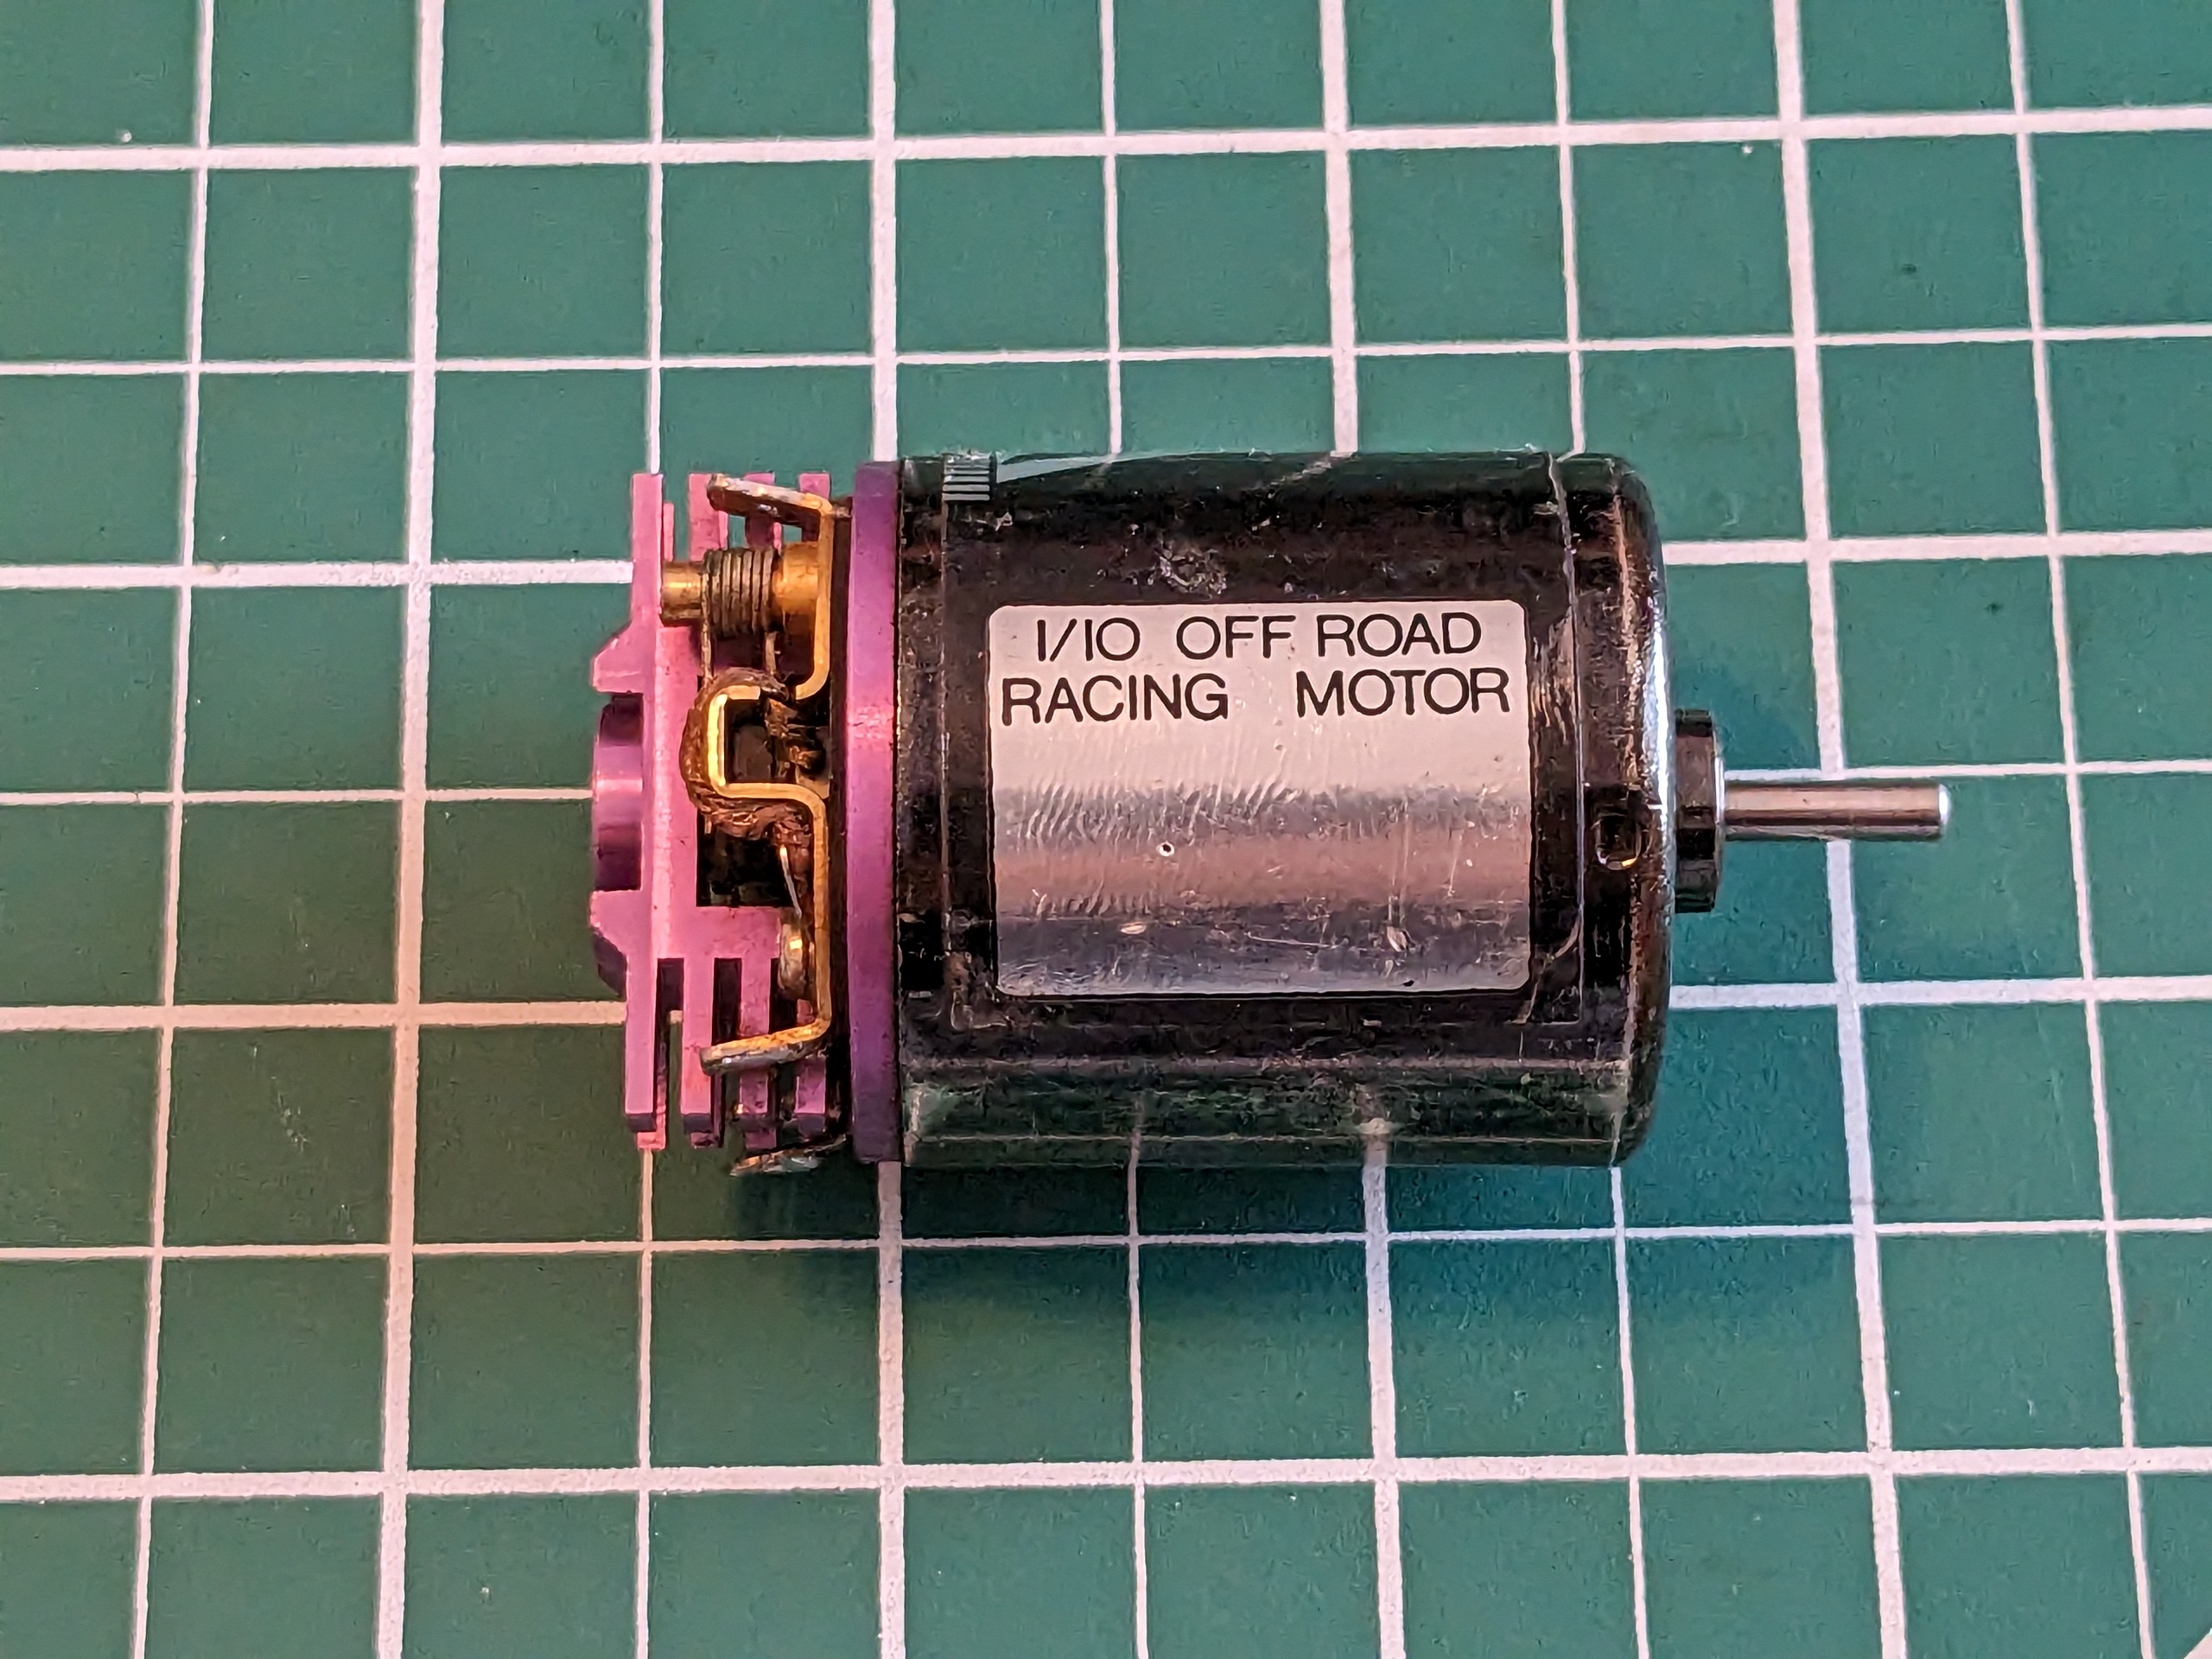 1/10 OFF ROAD
RACING MOTOR